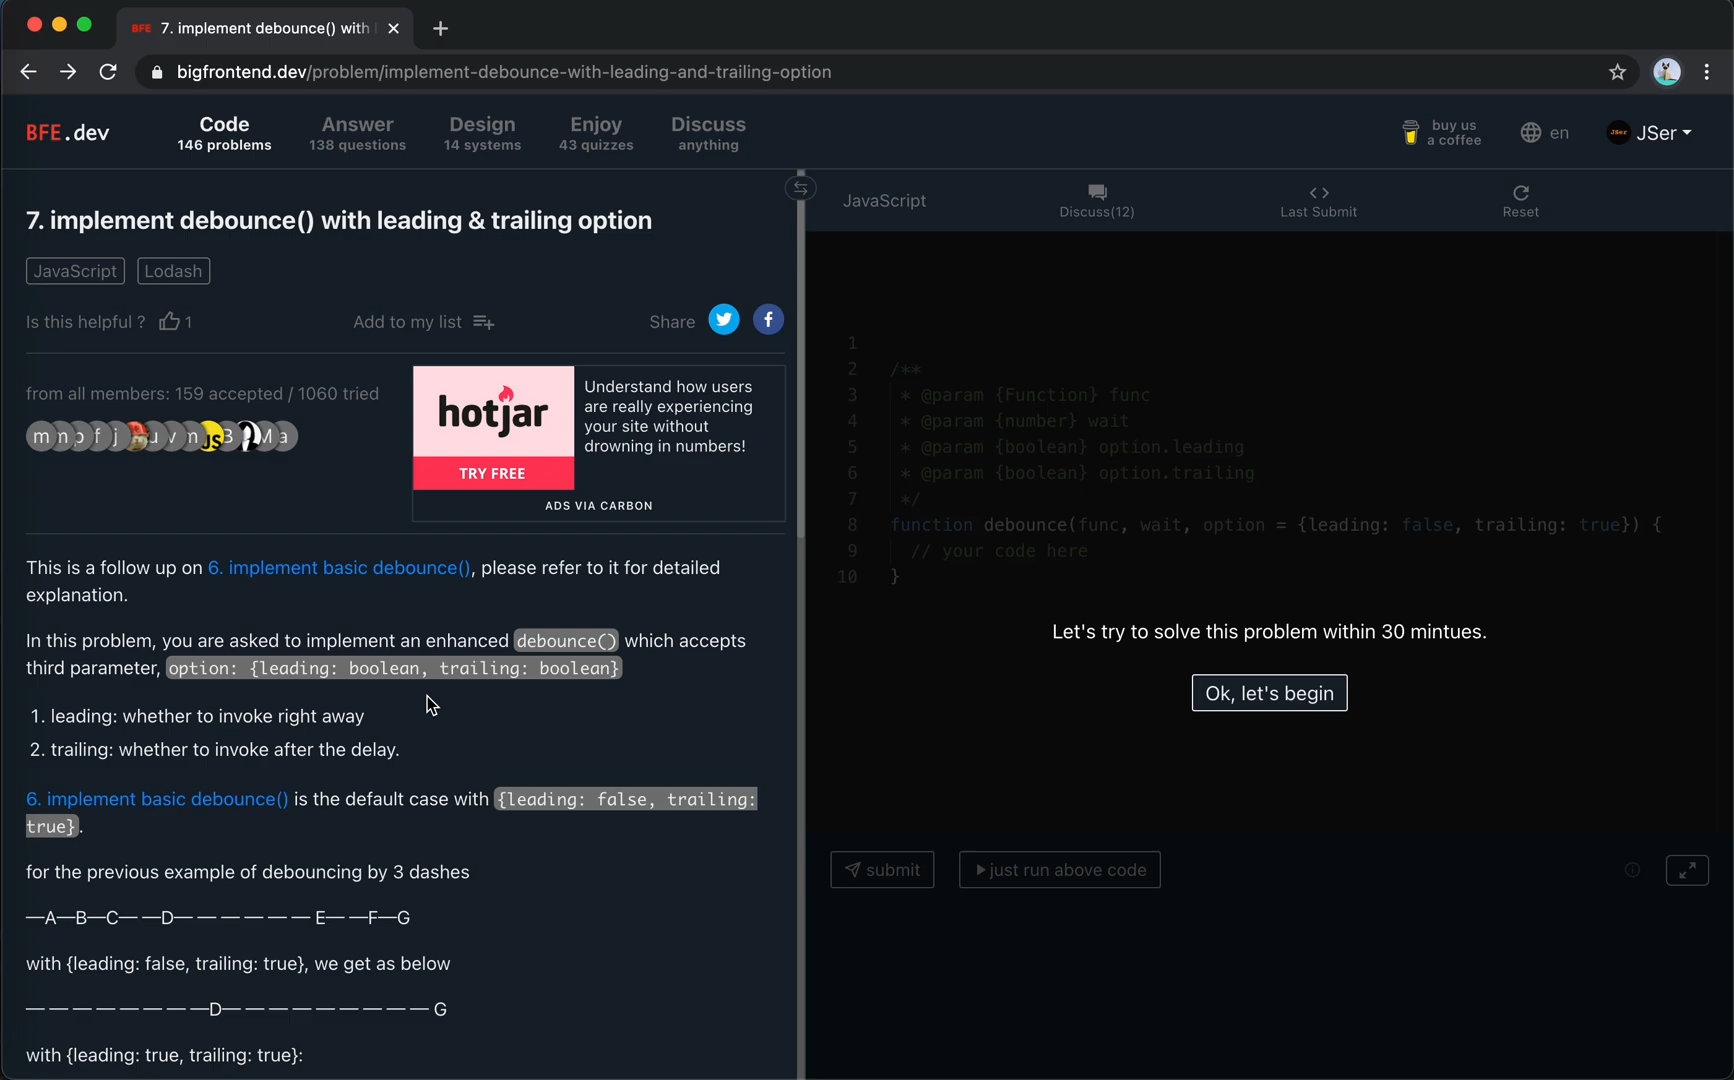 BFE 7. implement debounce() with
bigfrontend.dev/problem/implement-debounce-with-leading-and-trailing-option
BFE.dev
Code
146 problems
Answer
138 questions
Design
14 systems
Enjoy
43 quizzes
Discuss
anything
buy us
a coffee
en
JSer
7. implement debounce() with leading & trailing option
JavaScript Lodash
Is this helpful ? 1
Add to my list
Share
from all members: 159 accepted / 1060 tried
hotjar
TRY FREE
Understand how users
are really experiencing
your site without
drowning in numbers!
ADS VIA CARBON
This is a follow up on 6. implement basic debounce(), please refer to it for detailed
explanation.
In this problem, you are asked to implement an enhanced debounce() which accepts
third parameter, option: {leading: boolean, trailing: boolean}
1. leading: whether to invoke right away
2. trailing: whether to invoke after the delay.
6. implement basic debounce() is the default case with {leading: false, trailing:
true}.
for the previous example of debouncing by 3 dashes
—A—B—C— —D— — — — — — E— —F—G
with {leading: false, trailing: true}, we get as below
— — — — — — — —D— — — — — — — — — G
with {leading: true, trailing: true}:
JavaScript
Discuss(12)
Last Submit
Reset
1
2 /**
3 * @param {Function} func
4 * @param {number} wait
5 * @param {boolean} option.leading
6 * @param {boolean} option.trailing
7 */
8 function debounce(func, wait, option = {leading: false, trailing: true}) {
9 // your code here
10 }
Let's try to solve this problem within 30 mintues.
Ok, let's begin
submit
just run above code